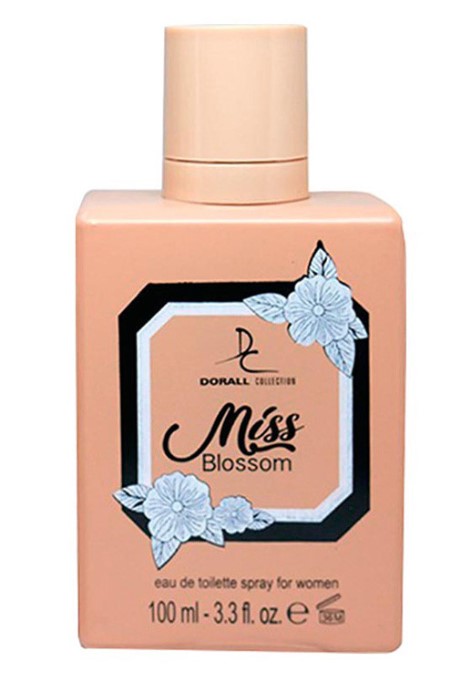 DC
DORALL COLLECTION
Miss
Blossom
eau de toilette spray for women
100 ml - 3.3 fl. oz. ℮